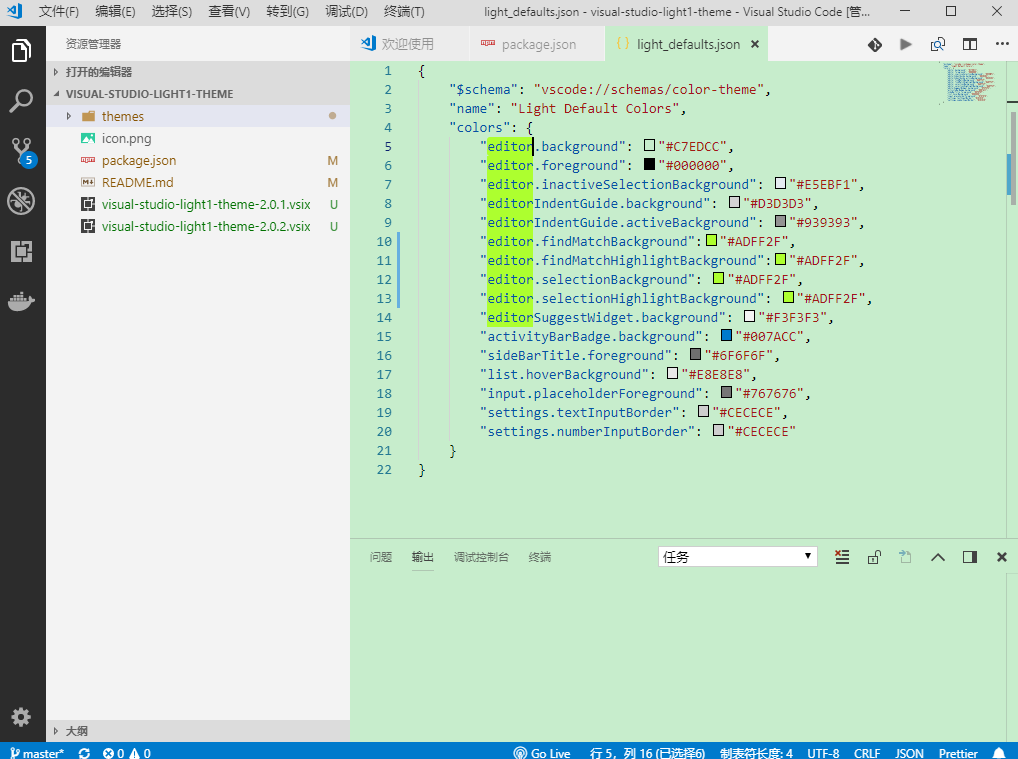 文件(F) 编辑(E) 选择(S) 查看(V) 转到(G) 调试(D) 终端(T) light_defaults.json - visual-studio-light1-theme - Visual Studio Code [管...
资源管理器
打开的编辑器
VISUAL-STUDIO-LIGHT1-THEME
themes
icon.png
package.json M
README.md M
visual-studio-light1-theme-2.0.1.vsix U
visual-studio-light1-theme-2.0.2.vsix U
大纲
5
欢迎使用 package.json {} light_defaults.json
1 {
2 "$schema": "vscode://schemas/color-theme",
3 "name": "Light Default Colors",
4 "colors": {
5 "editor.background": "#C7EDCC",
6 "editor.foreground": "#000000",
7 "editor.inactiveSelectionBackground": "#E5EBF1",
8 "editorIndentGuide.background": "#D3D3D3",
9 "editorIndentGuide.activeBackground": "#939393",
10 "editor.findMatchBackground": "#ADFF2F",
11 "editor.findMatchHighlightBackground": "#ADFF2F",
12 "editor.selectionBackground": "#ADFF2F",
13 "editor.selectionHighlightBackground": "#ADFF2F",
14 "editorSuggestWidget.background": "#F3F3F3",
15 "activityBarBadge.background": "#007ACC",
16 "sideBarTitle.foreground": "#6F6F6F",
17 "list.hoverBackground": "#E8E8E8",
18 "input.placeholderForeground": "#767676",
19 "settings.textInputBorder": "#CECECE",
20 "settings.numberInputBorder": "#CECECE"
21 }
22 }
问题 输出 调试控制台 终端 任务
master* 0 0 Go Live 行 5，列 16 (已选择6) 制表符长度: 4 UTF-8 CRLF JSON Prettier